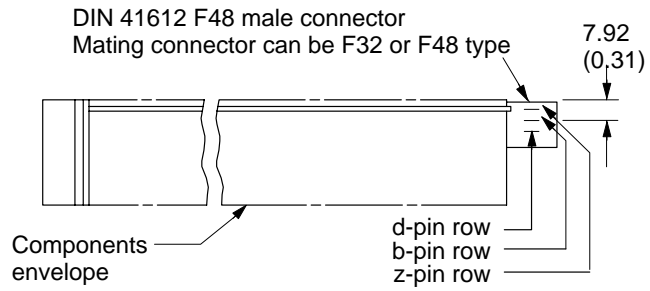 DIN 41612 F48 male connector
Mating connector can be F32 or F48 type
7.92
(0.31)
Components
envelope
d-pin row
b-pin row
z-pin row